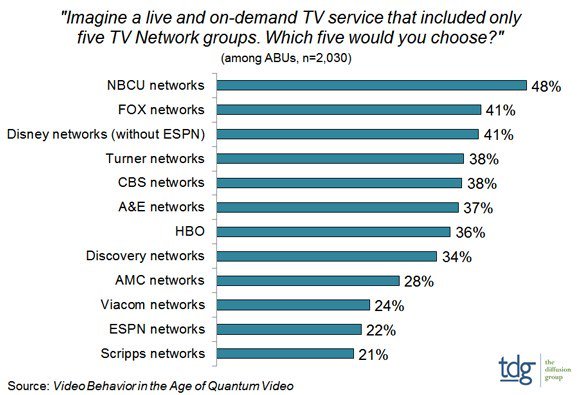 "Imagine a live and on-demand TV service that included only
five TV Network groups. Which five would you choose?"
(among ABUs, n=2,030)
NBCU networks 48%
FOX networks 41%
Disney networks (without ESPN) 41%
Turner networks 38%
CBS networks 38%
A&E networks 37%
HBO 36%
Discovery networks 34%
AMC networks 28%
Viacom networks 24%
ESPN networks 22%
Scripps networks 21%
tdg the
diffusion
group
Source: Video Behavior in the Age of Quantum Video